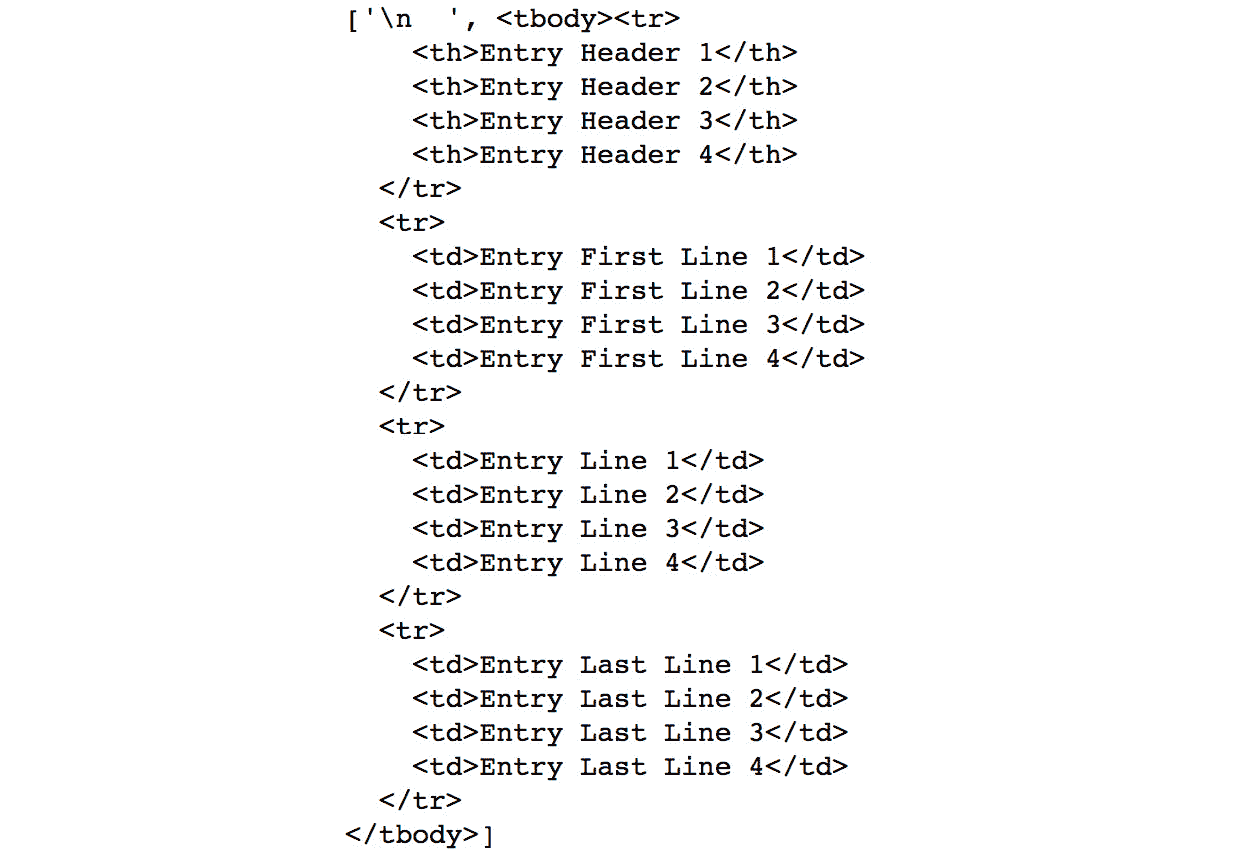 ['\n  ', <tbody><tr>
    <th>Entry Header 1</th>
    <th>Entry Header 2</th>
    <th>Entry Header 3</th>
    <th>Entry Header 4</th>
  </tr>
  <tr>
    <td>Entry First Line 1</td>
    <td>Entry First Line 2</td>
    <td>Entry First Line 3</td>
    <td>Entry First Line 4</td>
  </tr>
  <tr>
    <td>Entry Line 1</td>
    <td>Entry Line 2</td>
    <td>Entry Line 3</td>
    <td>Entry Line 4</td>
  </tr>
  <tr>
    <td>Entry Last Line 1</td>
    <td>Entry Last Line 2</td>
    <td>Entry Last Line 3</td>
    <td>Entry Last Line 4</td>
  </tr>
</tbody>]